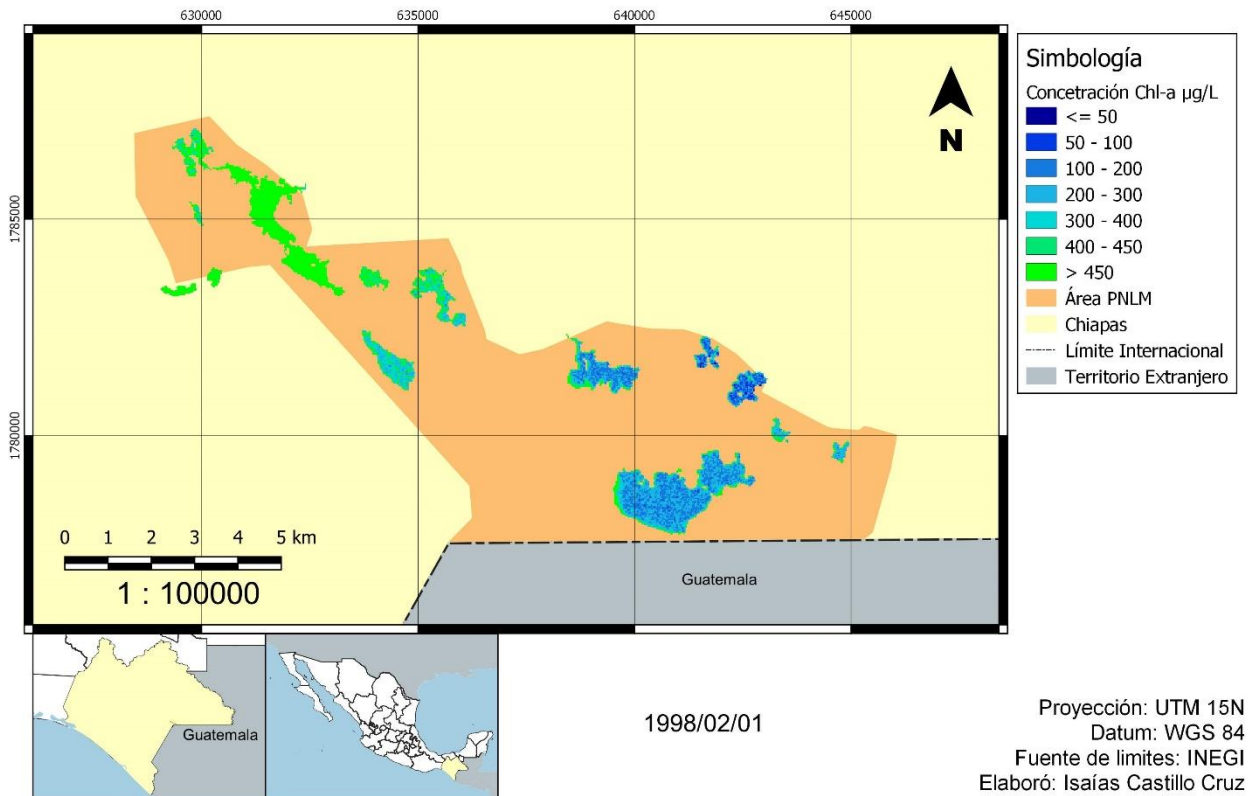 630000
635000
640000
645000
1785000
1780000
N
0 1 2 3 4 5 km
1 : 100000
Guatemala
Simbología
Concetración Chl-a µg/L
<= 50
50 - 100
100 - 200
200 - 300
300 - 400
400 - 450
> 450
Área PNLM
Chiapas
Límite Internacional
Territorio Extranjero
Guatemala
1998/02/01
Proyección: UTM 15N
Datum: WGS 84
Fuente de limites: INEGI
Elaboró: Isaías Castillo Cruz